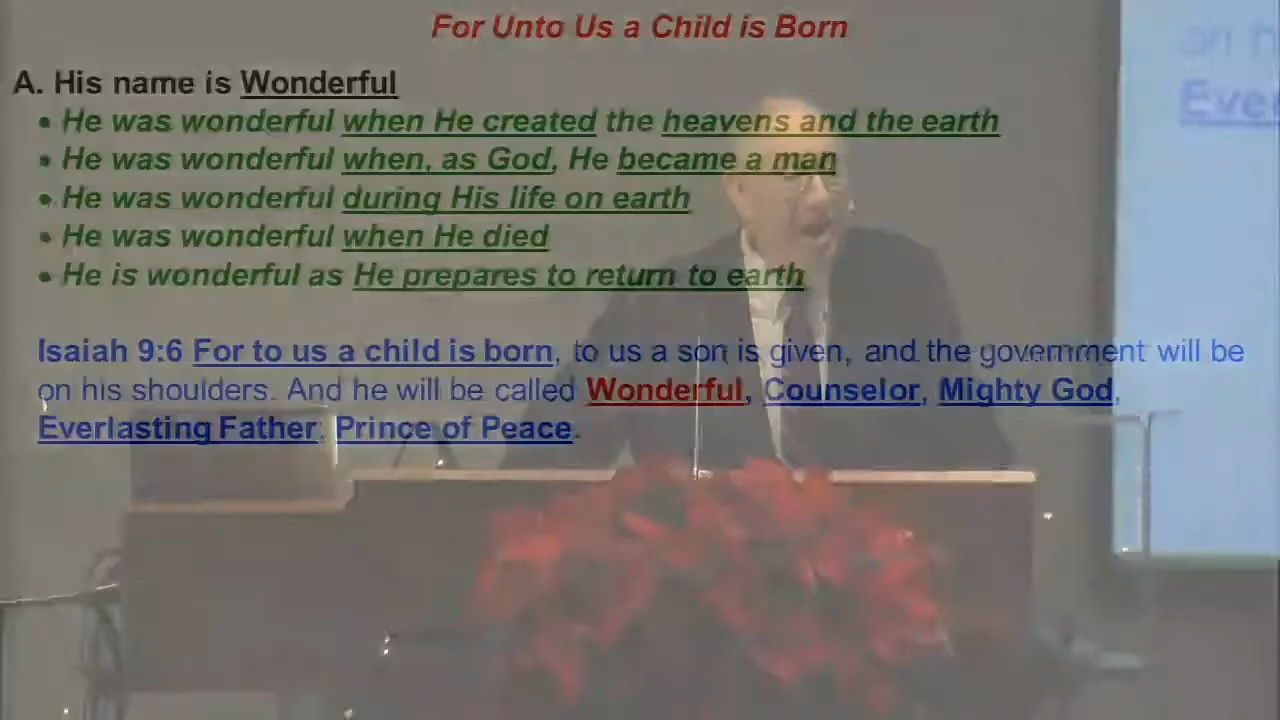 For Unto Us a Child is Born
A. His name is Wonderful
• He was wonderful when He created the heavens and the earth
• He was wonderful when, as God, He became a man
• He was wonderful during His life on earth
• He was wonderful when He died
• He is wonderful as He prepares to return to earth
Isaiah 9:6 For to us a child is born, to us a son is given, and the government will be
on his shoulders. And he will be called Wonderful, Counselor, Mighty God,
Everlasting Father, Prince of Peace.
on h
Ever